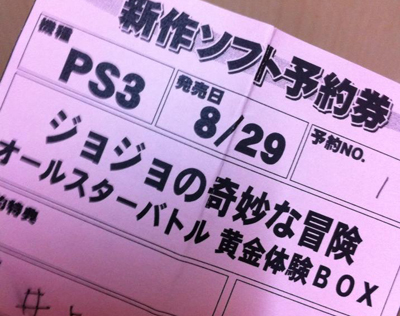 新作ソフト予約券
機種
PS3
発売日
8/29
予約NO.
1
ジョジョの奇妙な冒険
オールスターバトル 黄金体験BOX